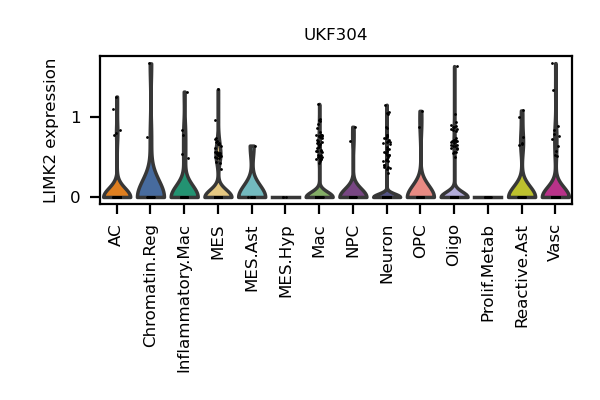 UKF304
LIMK2 expression
1
0
AC
Chromatin.Reg
Inflammatory.Mac
MES
MES.Ast
MES.Hyp
Mac
NPC
Neuron
OPC
Oligo
Prolif.Metab
Reactive.Ast
Vasc